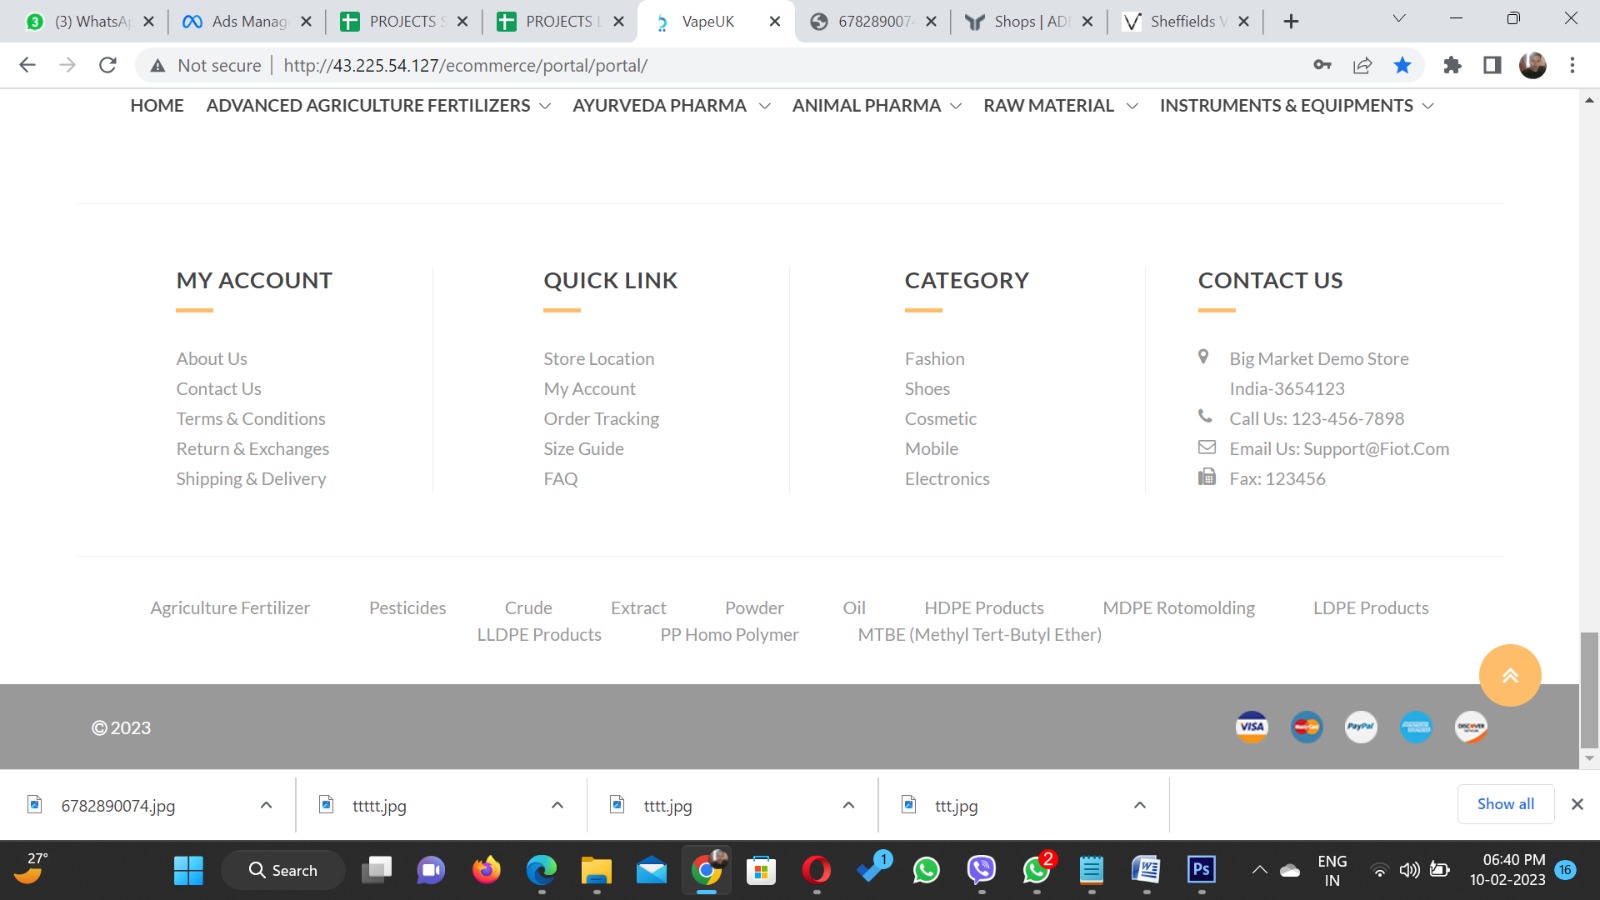 (3) WhatsA
Ads Manag
PROJECTS S
PROJECTS L
VapeUK
6782890074
Shops | AD
Sheffields V
Not secure
http://43.225.54.127/ecommerce/portal/portal/
HOME ADVANCED AGRICULTURE FERTILIZERS AYURVEDA PHARMA ANIMAL PHARMA RAW MATERIAL INSTRUMENTS & EQUIPMENTS
MY ACCOUNT
About Us
Contact Us
Terms & Conditions
Return & Exchanges
Shipping & Delivery
QUICK LINK
Store Location
My Account
Order Tracking
Size Guide
FAQ
CATEGORY
Fashion
Shoes
Cosmetic
Mobile
Electronics
CONTACT US
Big Market Demo Store
India-3654123
Call Us: 123-456-7898
Email Us: Support@Fiot.Com
Fax: 123456
Agriculture Fertilizer Pesticides Crude Extract Powder Oil HDPE Products MDPE Rotomolding LDPE Products
LLDPE Products PP Homo Polymer MTBE (Methyl Tert-Butyl Ether)
© 2023
VISA
PayPal
DISCOVER
6782890074.jpg
ttttt.jpg
tttt.jpg
ttt.jpg
Show all
27°
Search
1
2
Ps
ENG
IN
06:40 PM
10-02-2023
16